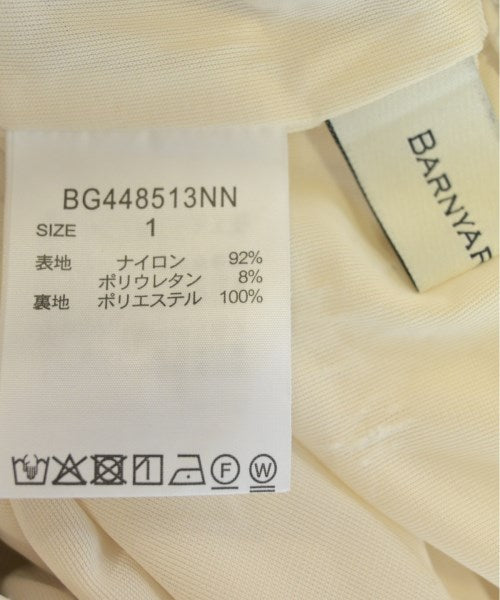 BG448513NN
SIZE 1
表地 ナイロン 92%
ポリウレタン 8%
裏地 ポリエステル 100%
F W